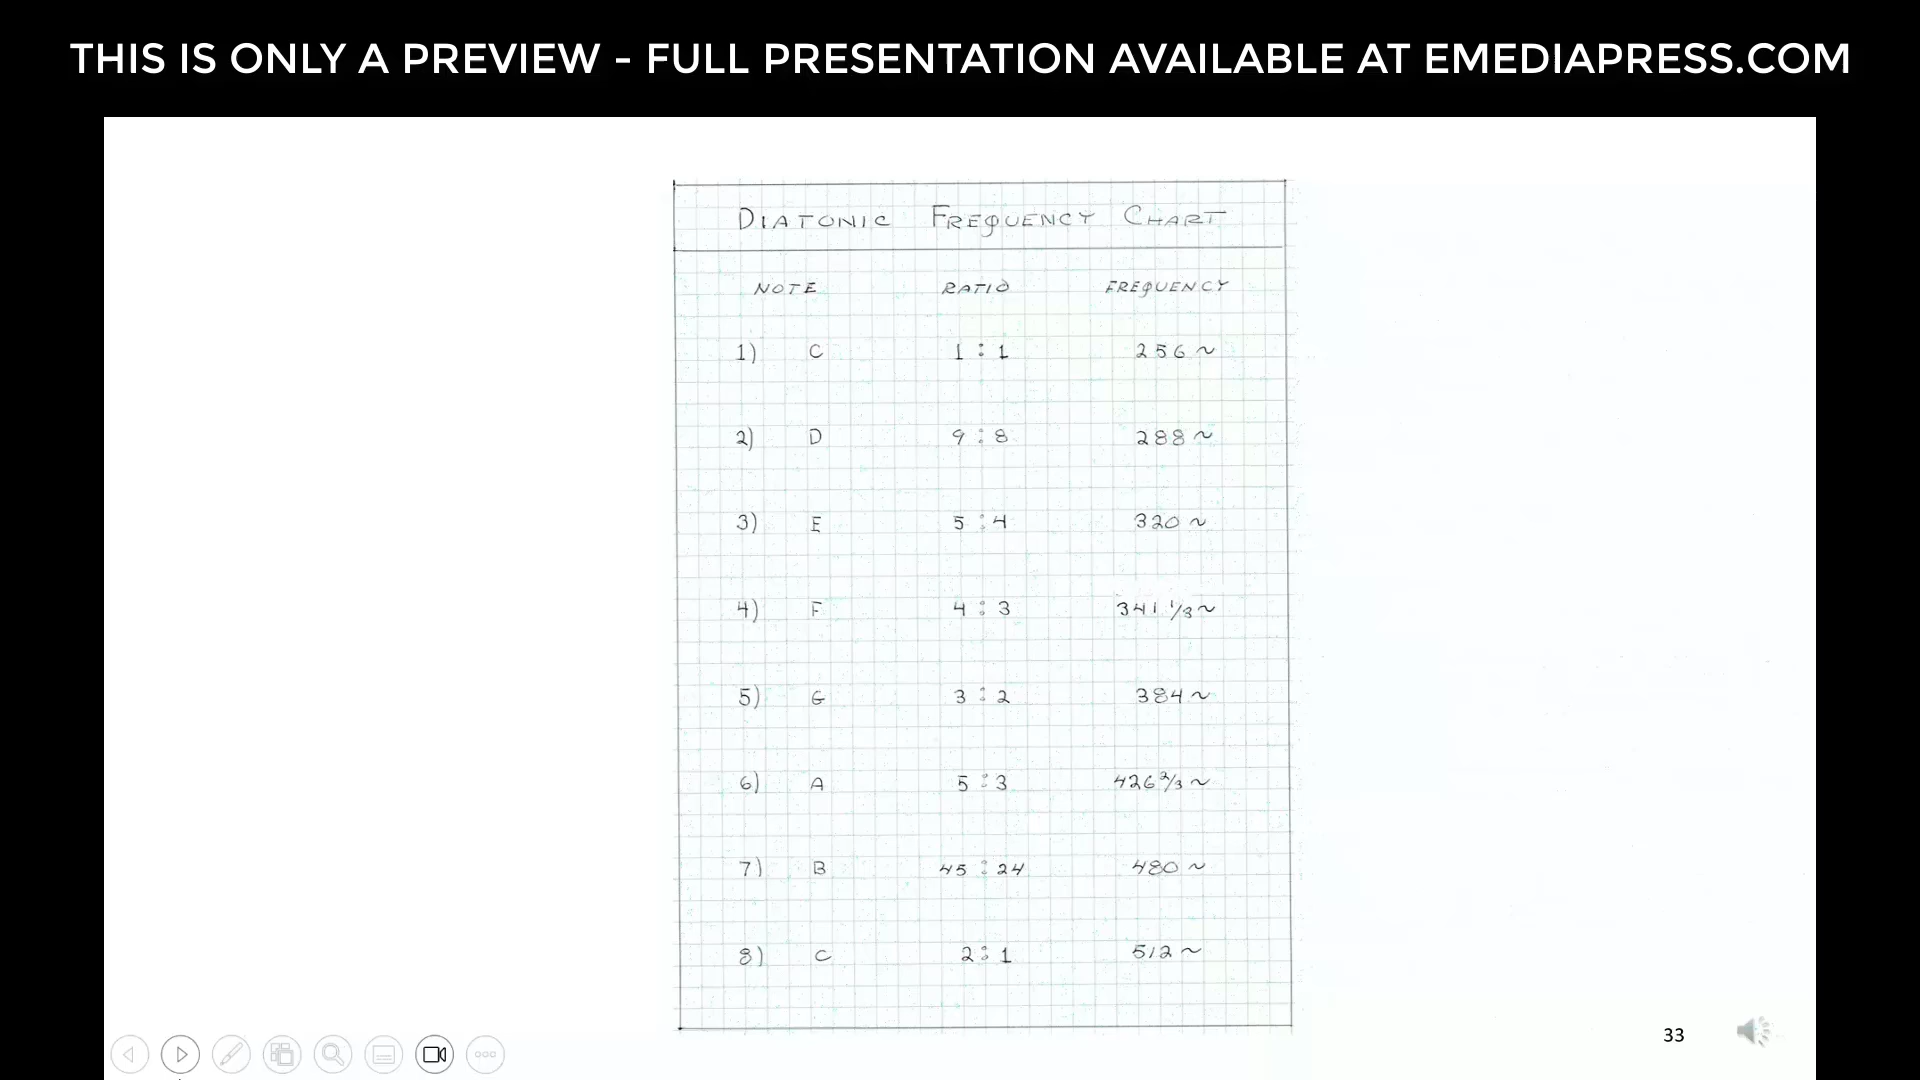 THIS IS ONLY A PREVIEW - FULL PRESENTATION AVAILABLE AT EMEDIAPRESS.COM
DIATONIC FREQUENCY CHART
NOTE RATIO FREQUENCY
1) C 1:1 256~
2) D 9:8 288~
3) E 5:4 320~
4) F 4:3 341 1/3~
5) G 3:2 384~
6) A 5:3 426 2/3~
7) B 45:24 480~
8) C 2:1 512~
33